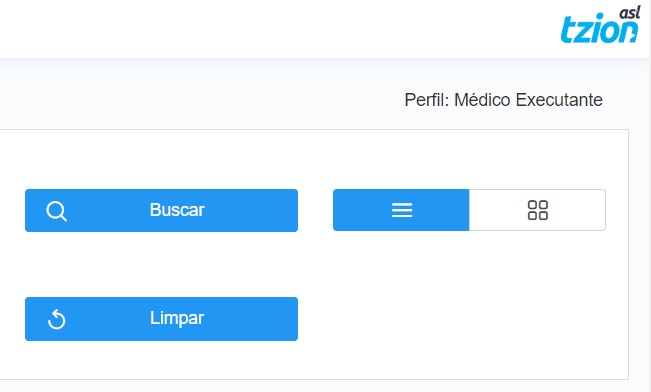 asl
tzion
Perfil: Médico Executante
Buscar
Limpar